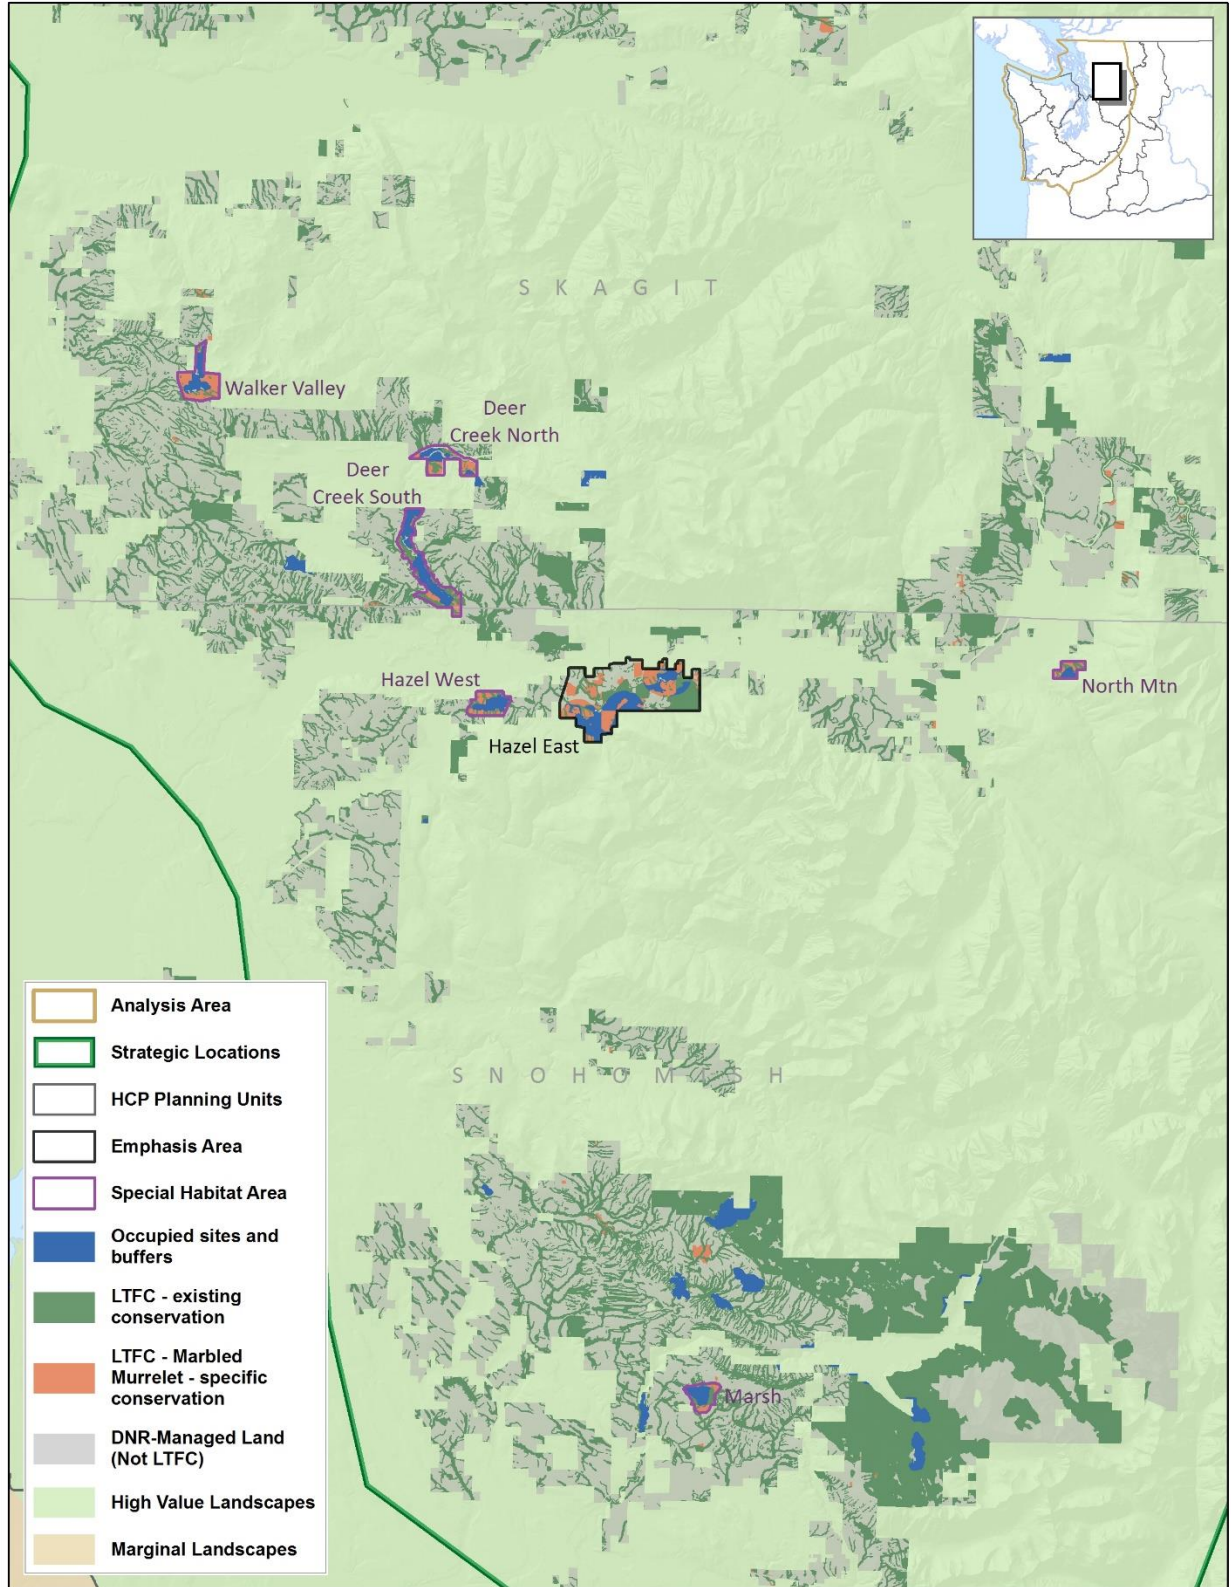 S K A G I T
Walker Valley
Deer
Creek North
Deer
Creek South
Hazel West
North Mtn
Hazel East
S N O H O M I S H
Marsh
Analysis Area
Strategic Locations
HCP Planning Units
Emphasis Area
Special Habitat Area
Occupied sites and
buffers
LTFC - existing
conservation
LTFC - Marbled
Murrelet - specific
conservation
DNR-Managed Land
(Not LTFC)
High Value Landscapes
Marginal Landscapes